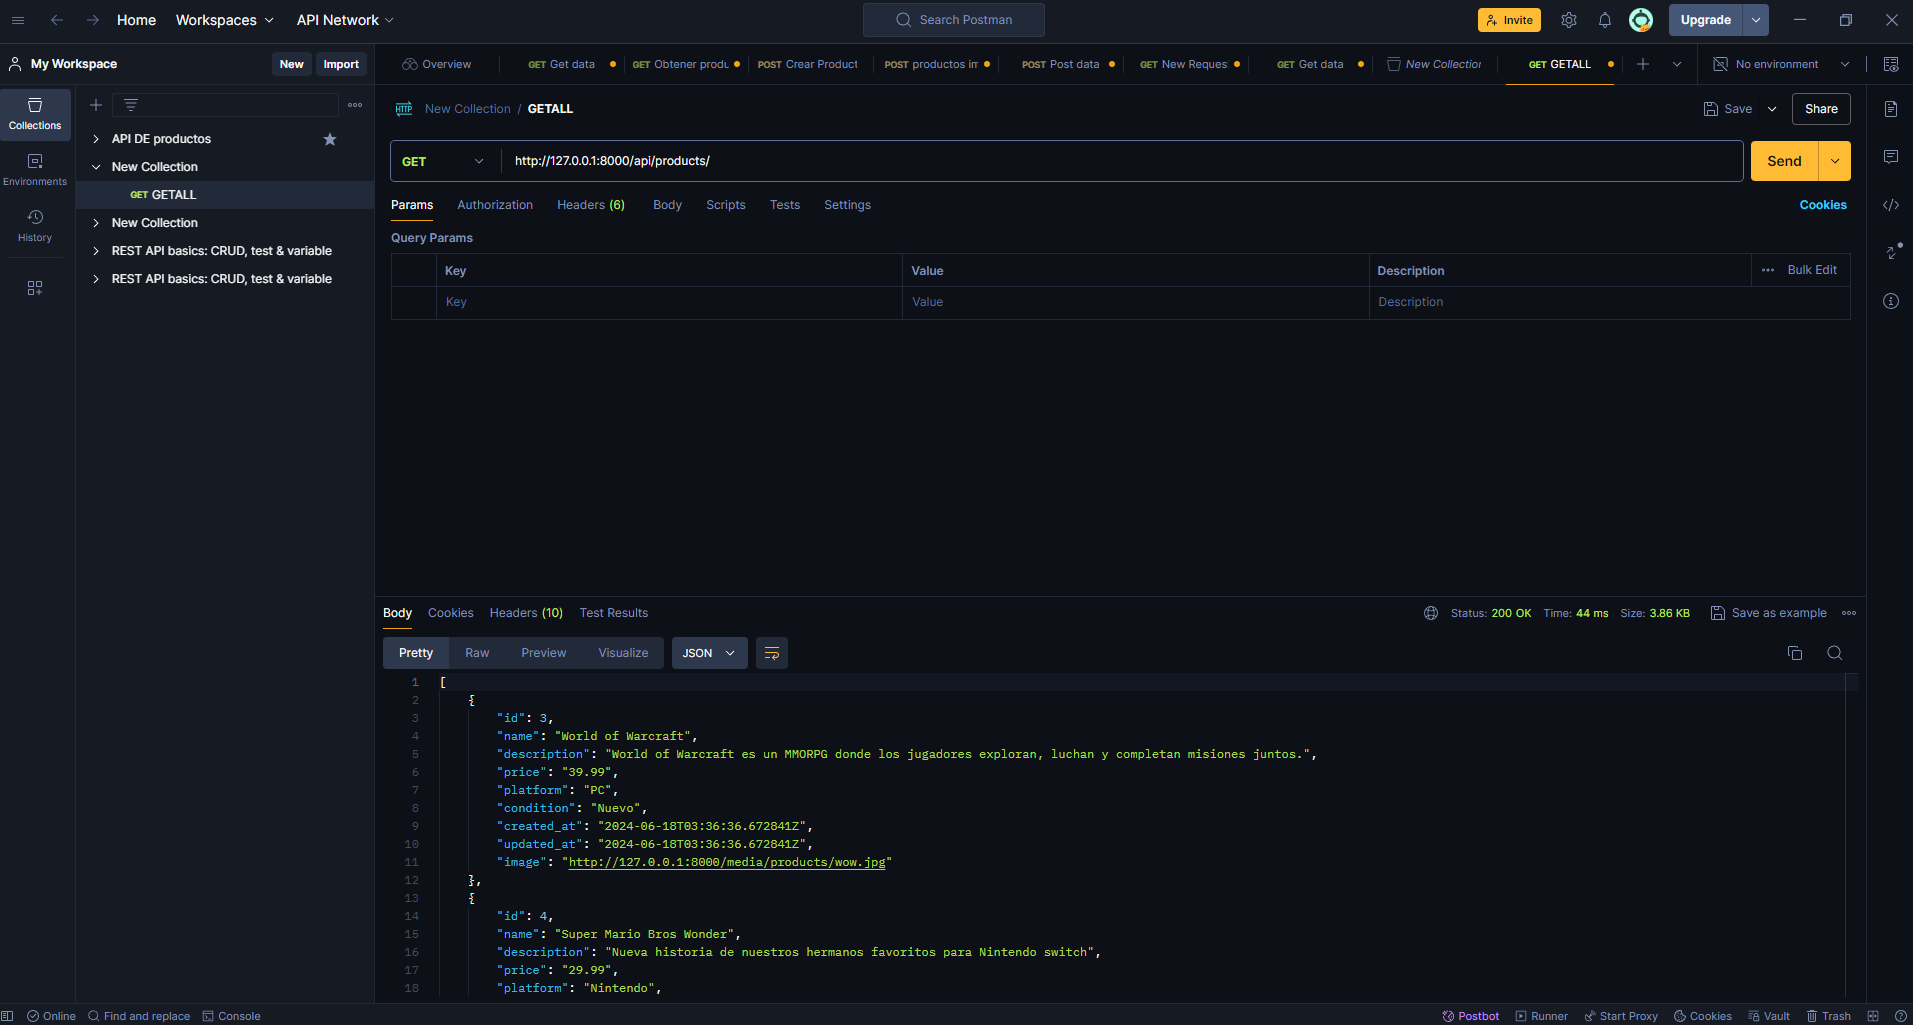 Home Workspaces API Network Search Postman Invite Upgrade
My Workspace New Import Overview GET Get data GET Obtener produ POST Crear Product POST productos in POST Post data GET New Reques GET Get data New Collection GET GETALL No environment
Collections
Environments
History
API DE productos
New Collection
GET GETALL
New Collection
REST API basics: CRUD, test & variable
REST API basics: CRUD, test & variable
HTTP New Collection / GETALL Save Share
GET http://127.0.0.1:8000/api/products/ Send
Params Authorization Headers (6) Body Scripts Tests Settings Cookies
Query Params
Key Value Description Bulk Edit
Key Value Description
Body Cookies Headers (10) Test Results Status: 200 OK Time: 44 ms Size: 3.86 KB Save as example
Pretty Raw Preview Visualize JSON
1 [
2 {
3 "id": 3,
4 "name": "World of Warcraft",
5 "description": "World of Warcraft es un MMORPG donde los jugadores exploran, luchan y completan misiones juntos.",
6 "price": "39.99",
7 "platform": "PC",
8 "condition": "Nuevo",
9 "created_at": "2024-06-18T03:36:36.672841Z",
10 "updated_at": "2024-06-18T03:36:36.672841Z",
11 "image": "http://127.0.0.1:8000/media/products/wow.jpg"
12 },
13 {
14 "id": 4,
15 "name": "Super Mario Bros Wonder",
16 "description": "Nueva historia de nuestros hermanos favoritos para Nintendo switch",
17 "price": "29.99",
18 "platform": "Nintendo",
Online Find and replace Console Postbot Runner Start Proxy Cookies Vault Trash